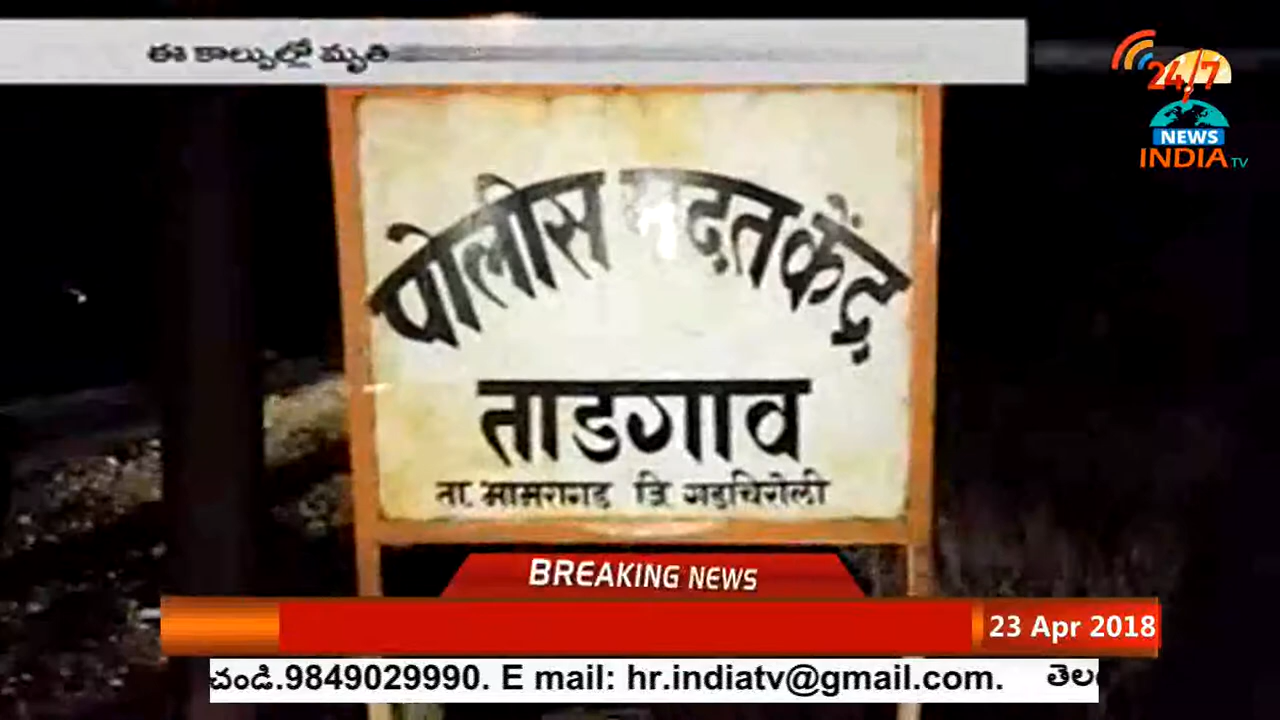 ఈ కాల్పుల్లో మృతి
24/7
NEWS
INDIA TV
पोलीस मदत केंद्र
ताडगाव
ता. भामरागड जि. गडचिरोली
BREAKING NEWS
23 Apr 2018
చండి.9849029990. E mail: hr.indiatv@gmail.com. తెల